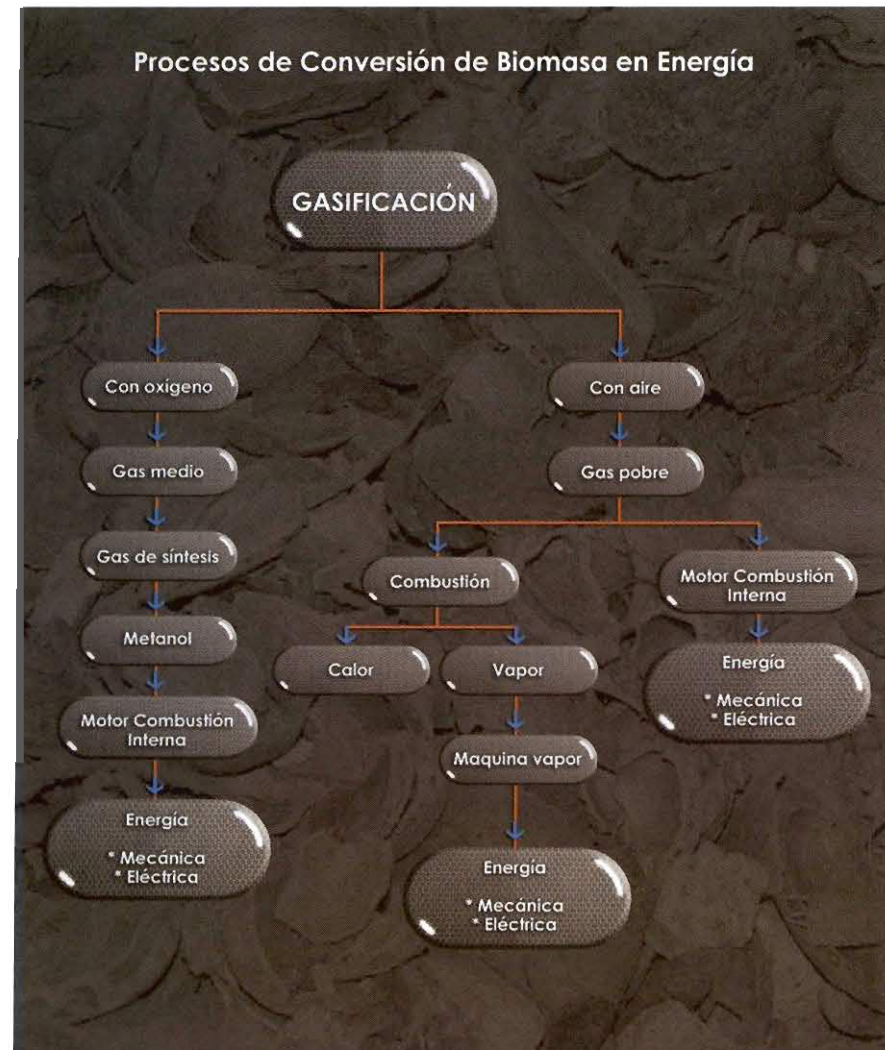 Procesos de Conversión de Biomasa en Energía
GASIFICACIÓN
Con oxígeno
Con aire
Gas medio
Gas pobre
Gas de síntesis
Combustión
Motor Combustión
Interna
Metanol
Calor
Vapor
Energía
* Mecánica
* Eléctrica
Motor Combustión
Interna
Maquina vapor
Energía
* Mecánica
* Eléctrica
Energía
* Mecánica
* Eléctrica